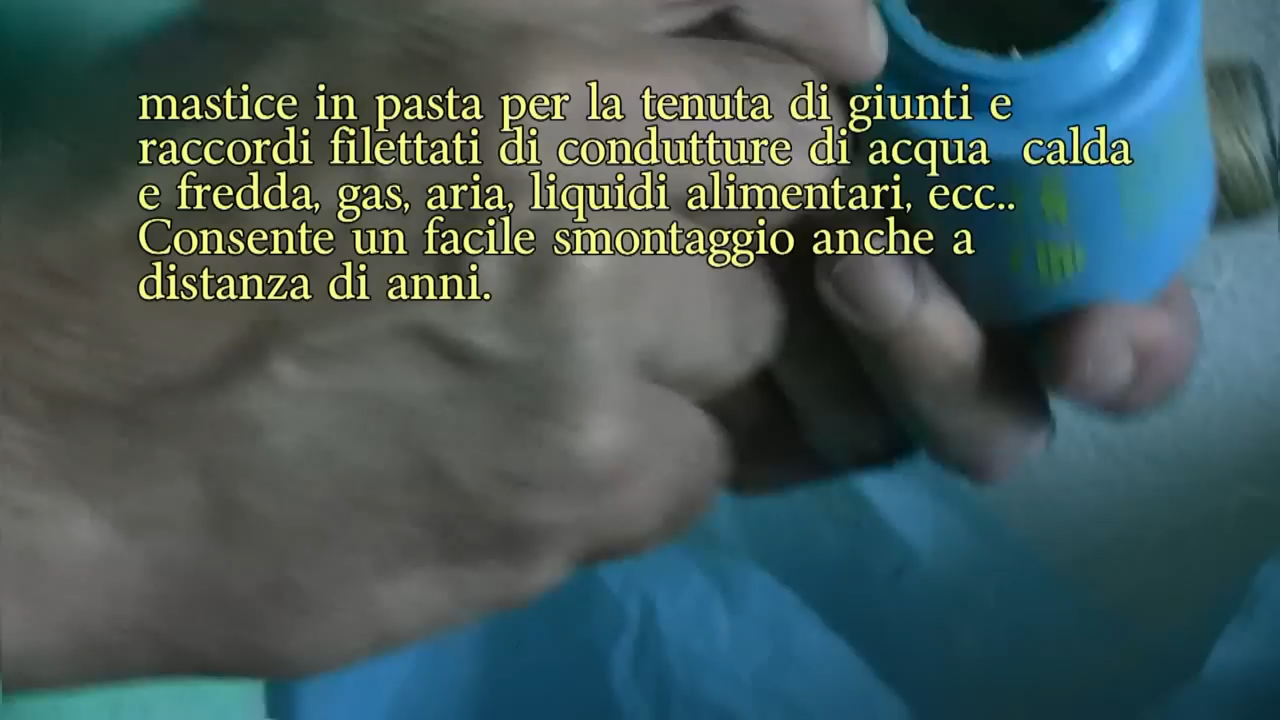 mastice in pasta per la tenuta di giunti e
raccordi filettati di condutture di acqua calda
e fredda, gas, aria, liquidi alimentari, ecc..
Consente un facile smontaggio anche a
distanza di anni.